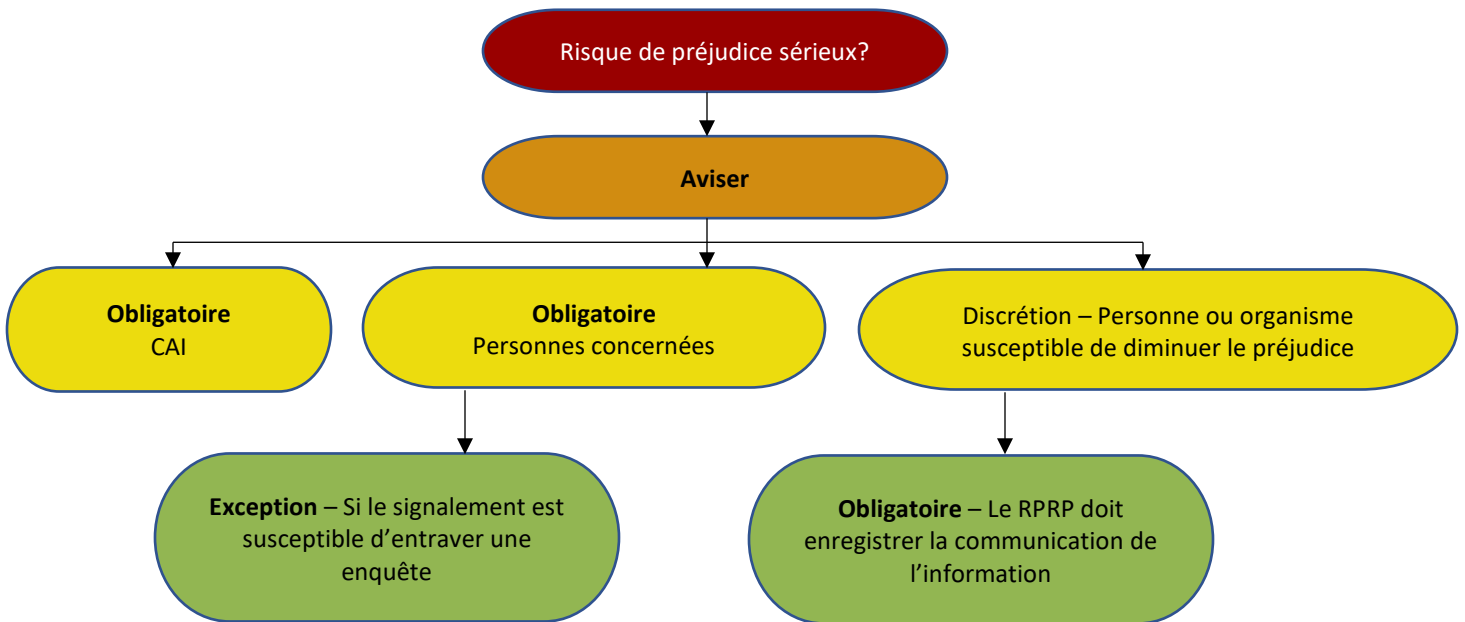 Risque de préjudice sérieux?
Aviser
Obligatoire
CAI
Obligatoire
Personnes concernées
Discrétion – Personne ou organisme
susceptible de diminuer le préjudice
Exception – Si le signalement est
susceptible d’entraver une
enquête
Obligatoire – Le RPRP doit
enregistrer la communication de
l’information